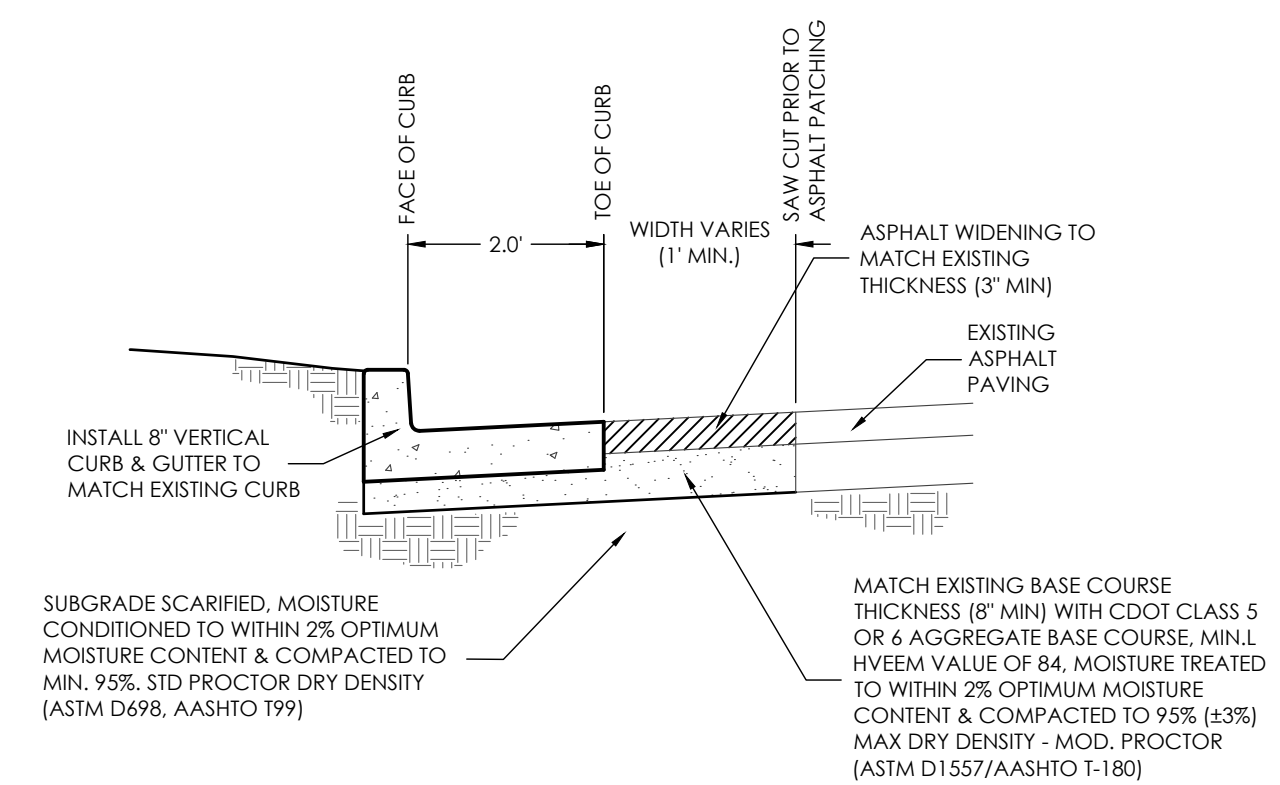 FACE OF CURB
TOE OF CURB
SAW CUT PRIOR TO
ASPHALT PATCHING
2.0'
WIDTH VARIES
(1' MIN.)
ASPHALT WIDENING TO
MATCH EXISTING
THICKNESS (3" MIN)
EXISTING
ASPHALT
PAVING
INSTALL 8" VERTICAL
CURB & GUTTER TO
MATCH EXISTING CURB
SUBGRADE SCARIFIED, MOISTURE
CONDITIONED TO WITHIN 2% OPTIMUM
MOISTURE CONTENT & COMPACTED TO
MIN. 95%. STD PROCTOR DRY DENSITY
(ASTM D698, AASHTO T99)
MATCH EXISTING BASE COURSE
THICKNESS (8" MIN) WITH CDOT CLASS 5
OR 6 AGGREGATE BASE COURSE, MIN.L
HVEEM VALUE OF 84, MOISTURE TREATED
TO WITHIN 2% OPTIMUM MOISTURE
CONTENT & COMPACTED TO 95% (±3%)
MAX DRY DENSITY - MOD. PROCTOR
(ASTM D1557/AASHTO T-180)